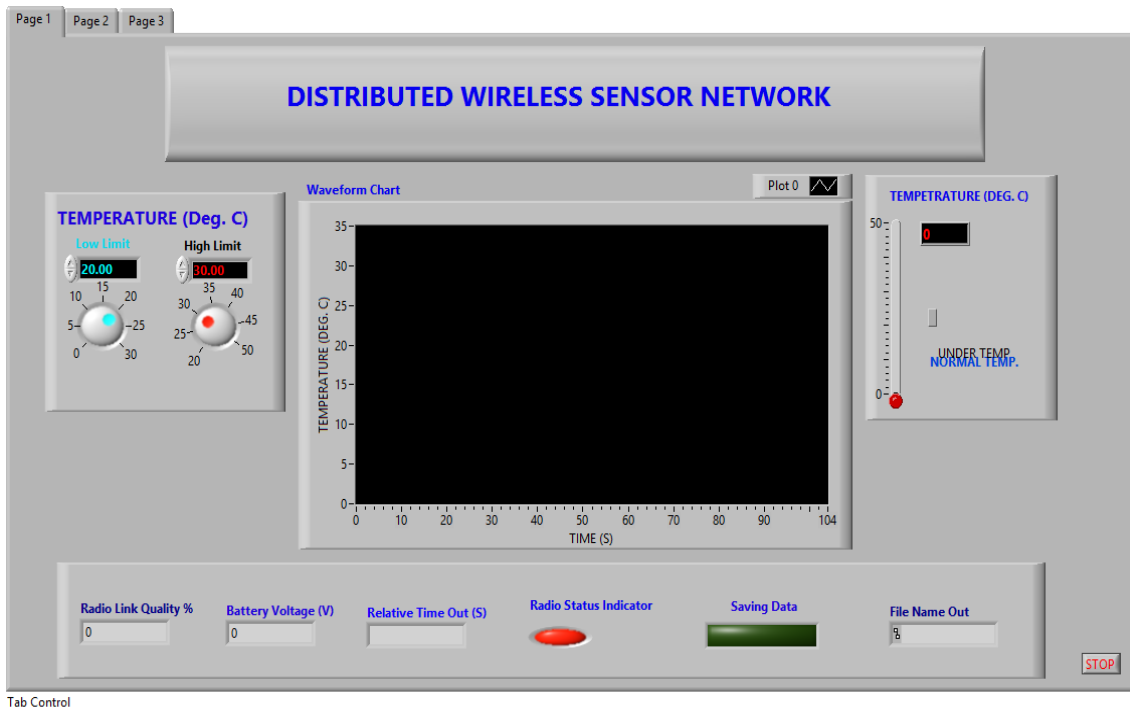 Page 1 Page 2 Page 3
DISTRIBUTED WIRELESS SENSOR NETWORK
TEMPERATURE (Deg. C)
Low Limit High Limit
20.00 30.00
0 5 10 15 20 25 30
20 25 30 35 40 45 50
Waveform Chart
Plot 0
TEMPERATURE (DEG. C)
35
30
25
20
15
10
5
0
0 10 20 30 40 50 60 70 80 90 104
TIME (S)
TEMPETRATURE (DEG. C)
50
0
0
UNDER TEMP.
NORMAL TEMP.
Radio Link Quality %
0
Battery Voltage (V)
0
Relative Time Out (S)
Radio Status Indicator
Saving Data
File Name Out
STOP
Tab Control